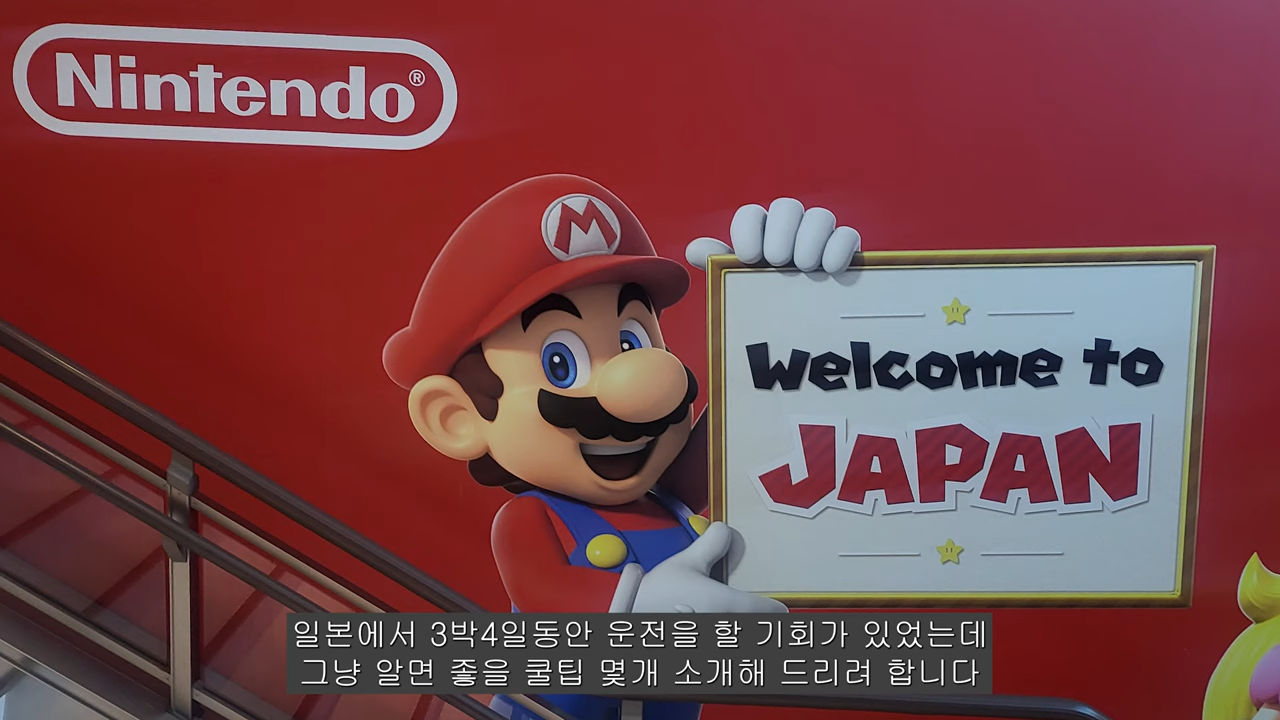 Nintendo®
M
Welcome to
JAPAN
일본에서 3박4일동안 운전을 할 기회가 있었는데
그냥 알면 좋을 쿨팁 몇개 소개해 드리려 합니다